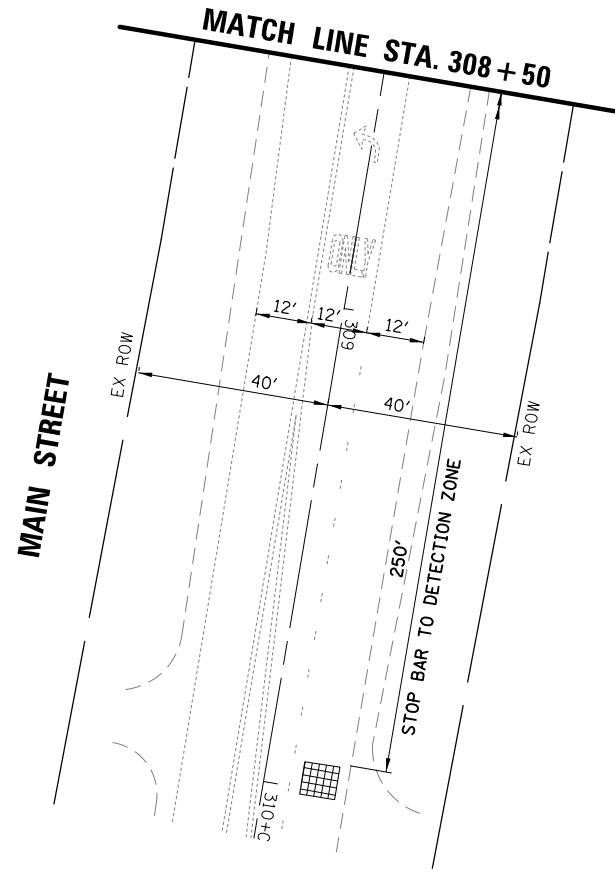 MATCH LINE STA. 308+50
12' 12' 12'
309
40' 40'
EX ROW
EX ROW
MAIN STREET
250'
STOP BAR TO DETECTION ZONE
310+C